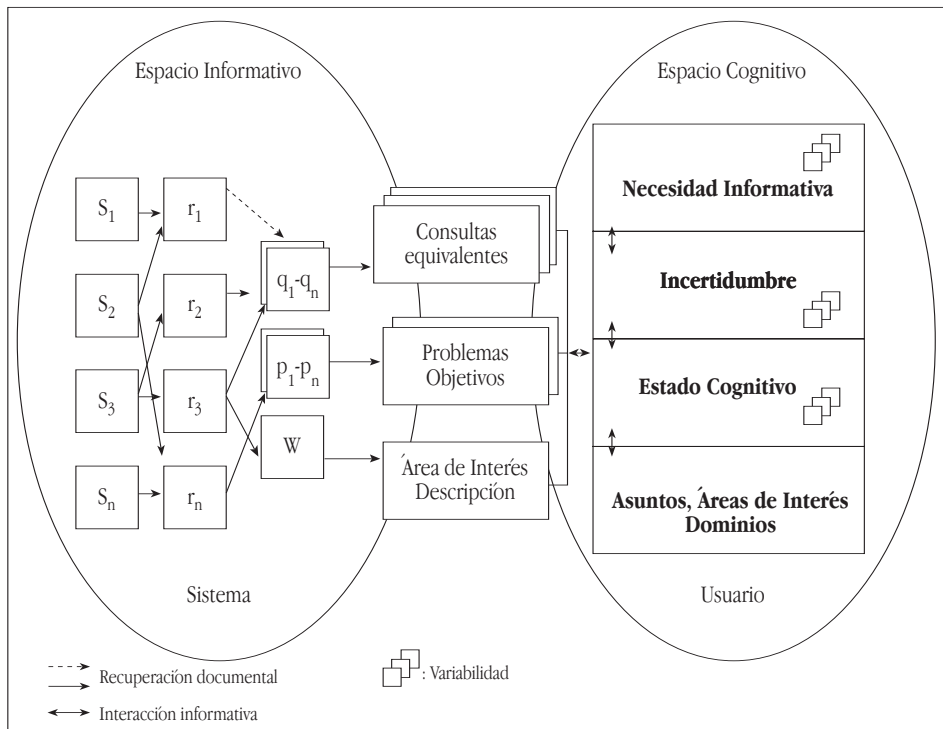 Espacio Informativo
Espacio Cognitivo
S1
r1
S2
r2
S3
r3
Sn
rn
q1-qn
p1-pn
W
Consultas
equivalentes
Problemas
Objetivos
Área de Interés
Descripción
Necesidad Informativa
Incertidumbre
Estado Cognitivo
Asuntos, Áreas de Interés
Dominios
Sistema
Usuario
Recuperación documental
Interacción informativa
: Variabilidad